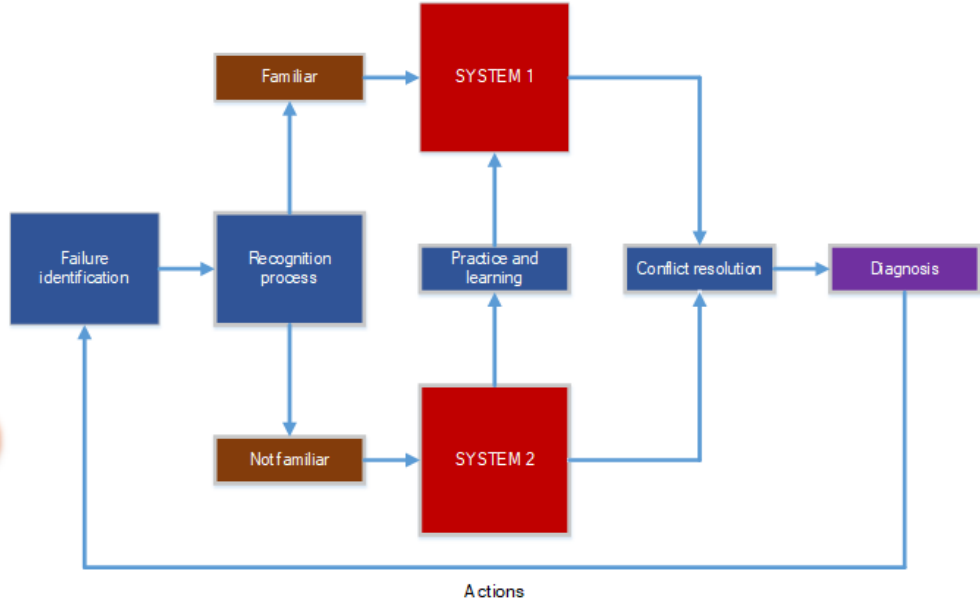 Familiar
SYSTEM 1
Failure
identification
Recognition
process
Practice and
learning
Conflict resolution
Diagnosis
Not familiar
SYSTEM 2
Actions